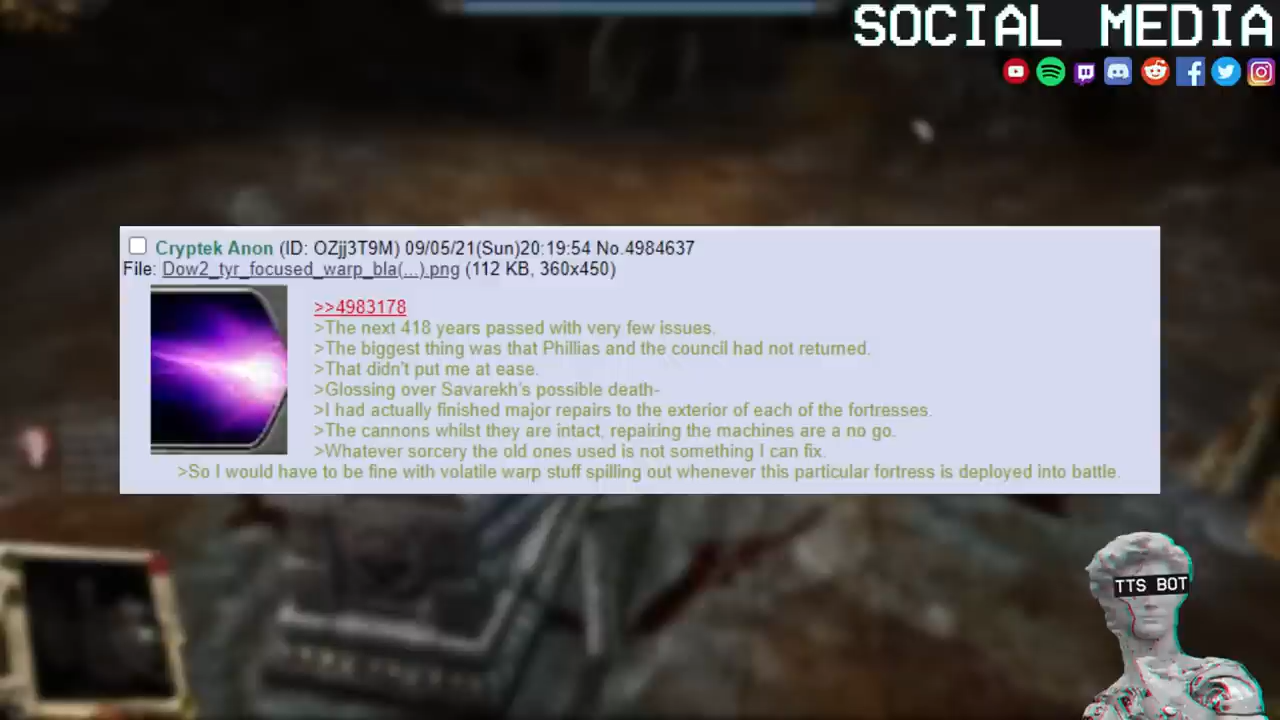 SOCIAL MEDIA
Cryptek Anon (ID: OZjj3T9M) 09/05/21(Sun)20:19:54 No.4984637
File: Dow2_tyr_focused_warp_bla(...).png (112 KB, 360x450)
>>4983178
>The next 418 years passed with very few issues.
>The biggest thing was that Phillias and the council had not returned.
>That didn't put me at ease.
>Glossing over Savarekh's possible death-
>I had actually finished major repairs to the exterior of each of the fortresses.
>The cannons whilst they are intact, repairing the machines are a no go.
>Whatever sorcery the old ones used is not something I can fix.
>So I would have to be fine with volatile warp stuff spilling out whenever this particular fortress is deployed into battle.
TTS BOT